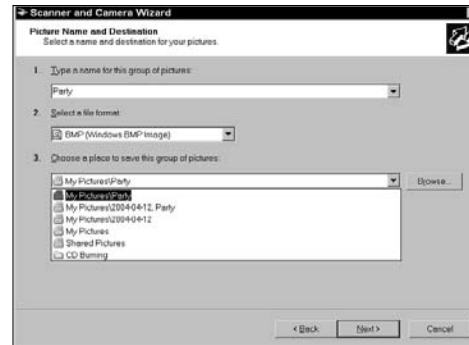 Scanner and Camera Wizard
Picture Name and Destination
Select a name and destination for your pictures.
1. Type a name for this group of pictures:
Party
2. Select a file format:
BMP (Windows BMP Image)
3. Choose a place to save this group of pictures:
My Pictures\Party
Browse...
My Pictures\Party
My Pictures\2004-04-12, Party
My Pictures\2004-04-12
My Pictures
Shared Pictures
CD Burning
< Back
Next >
Cancel